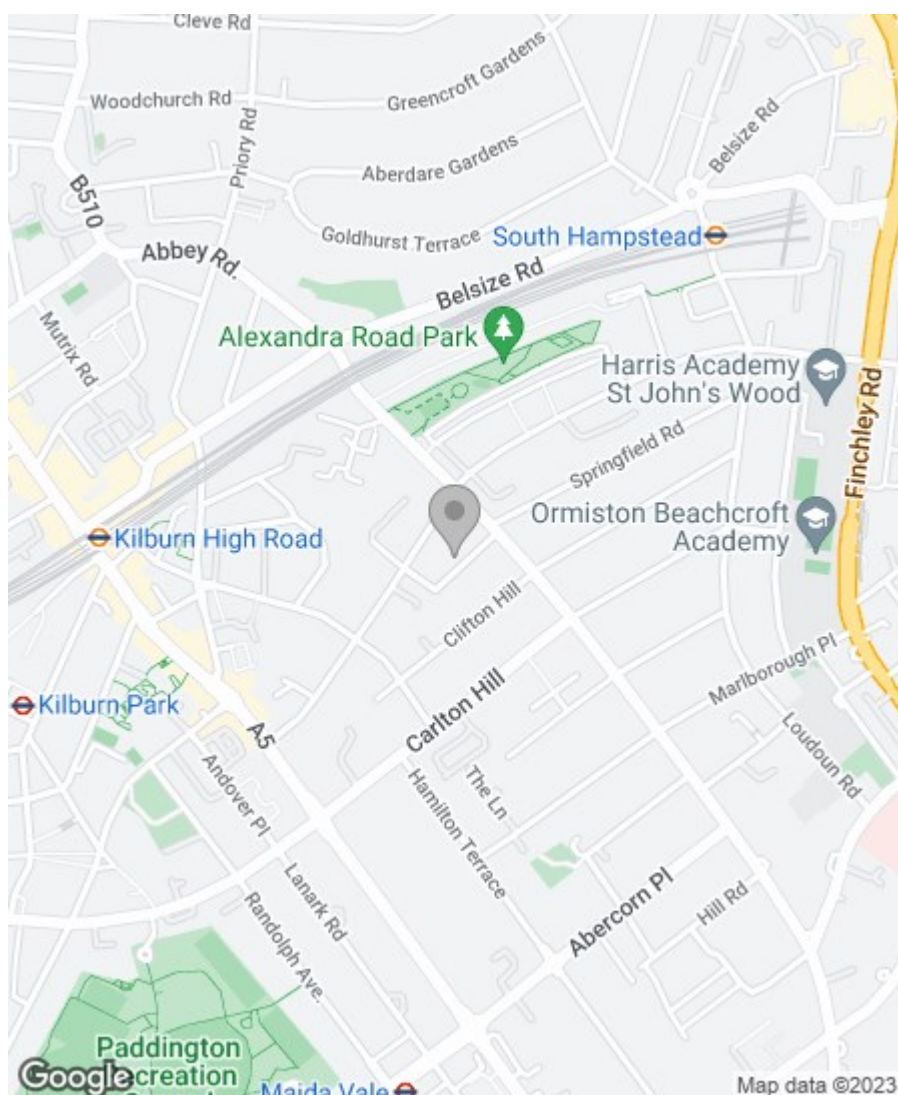 Cleve Rd
Greencroft Gardens
Woodchurch Rd
Priory Rd
Belsize Rd
Aberdare Gardens
B510
Goldhurst Terrace
South Hampstead
Abbey Rd.
Belsize Rd
Mutrix Rd
Alexandra Road Park
Harris Academy
St John's Wood
Finchley Rd
Springfield Rd
Ormiston Beachcroft
Academy
Kilburn High Road
Clifton Hill
Marlborough Pl
Kilburn Park
Carlton Hill
A5
Loudoun Rd
Andover Pl
The Ln
Hamilton Terrace
Lanark Rd
Abercorn Pl
Hill Rd
Randolph Ave.
Paddington
creation
Google
Maida Vale
Map data ©2023